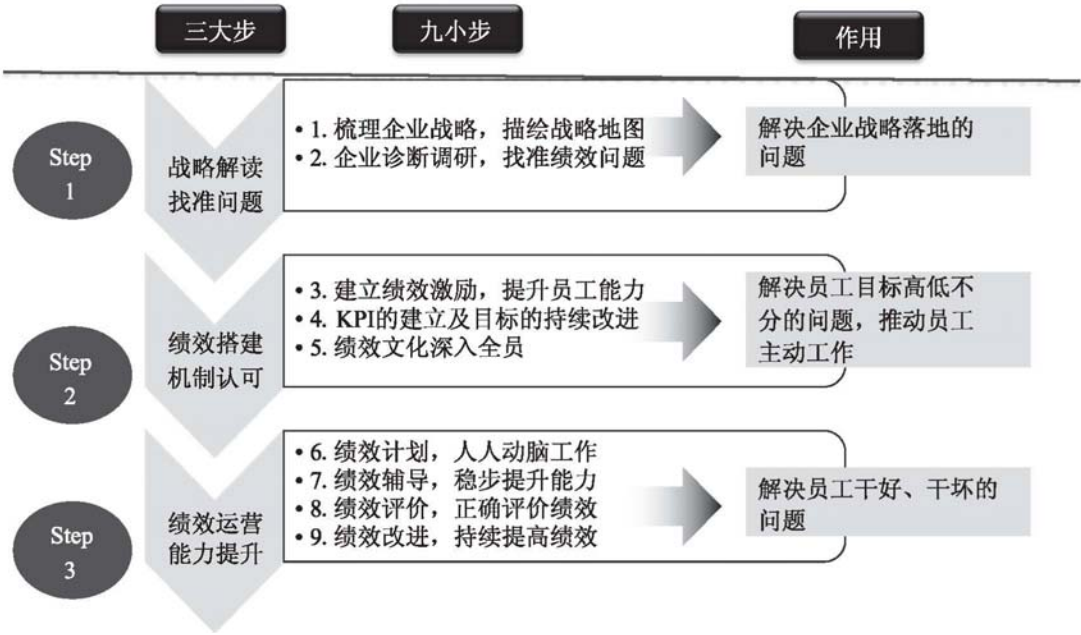 三大步
九小步
作用
Step
1
战略解读
找准问题
• 1. 梳理企业战略，描绘战略地图
• 2. 企业诊断调研，找准绩效问题
解决企业战略落地的
问题
Step
2
绩效搭建
机制认可
• 3. 建立绩效激励，提升员工能力
• 4. KPI的建立及目标的持续改进
• 5. 绩效文化深入全员
解决员工目标高低不
分的问题，推动员工
主动工作
Step
3
绩效运营
能力提升
• 6. 绩效计划，人人动脑工作
• 7. 绩效辅导，稳步提升能力
• 8. 绩效评价，正确评价绩效
• 9. 绩效改进，持续提高绩效
解决员工干好、干坏的
问题